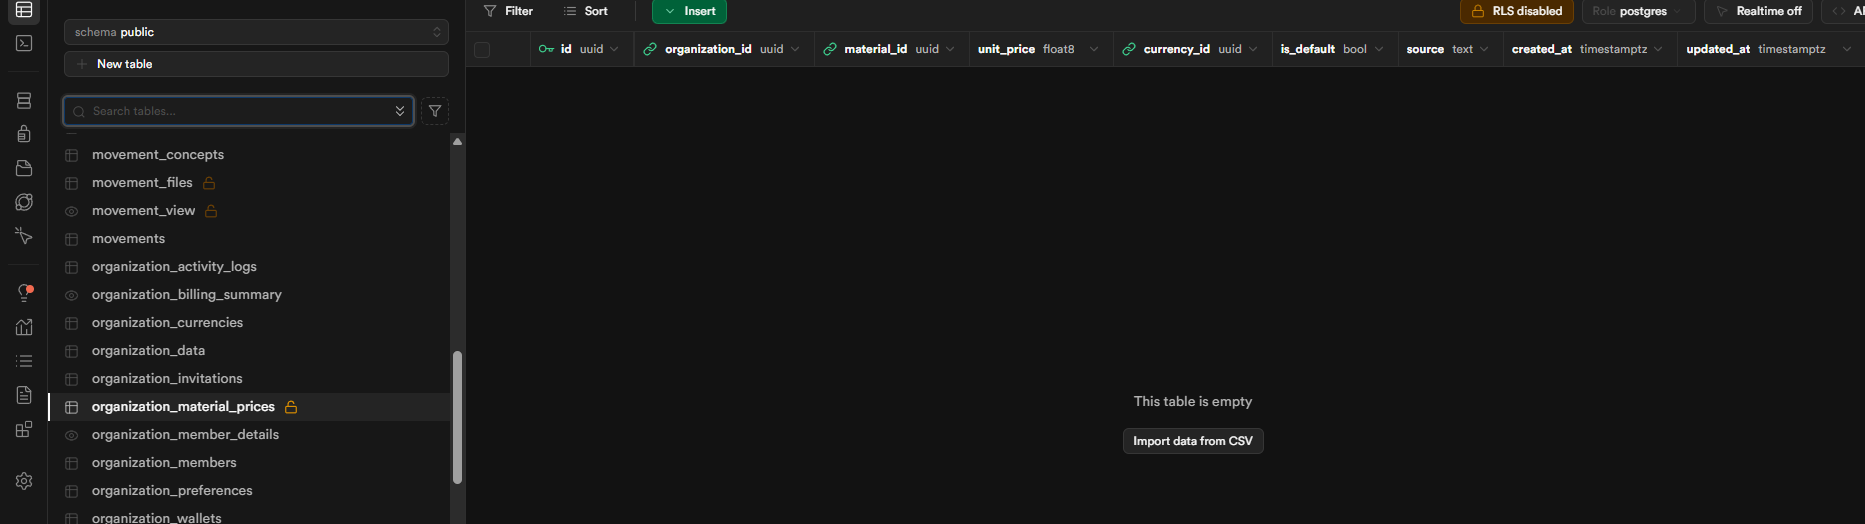 schema public
New table
Search tables...
movement_concepts
movement_files
movement_view
movements
organization_activity_logs
organization_billing_summary
organization_currencies
organization_data
organization_invitations
organization_material_prices
organization_member_details
organization_members
organization_preferences
organization_wallets
Filter Sort Insert RLS disabled Role postgres Realtime off AP
id uuid organization_id uuid material_id uuid unit_price float8 currency_id uuid is_default bool source text created_at timestamptz updated_at timestamptz
This table is empty
Import data from CSV